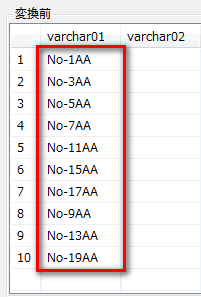 変換前
varchar01 varchar02
1 No-1AA
2 No-3AA
3 No-5AA
4 No-7AA
5 No-11AA
6 No-15AA
7 No-17AA
8 No-9AA
9 No-13AA
10 No-19AA